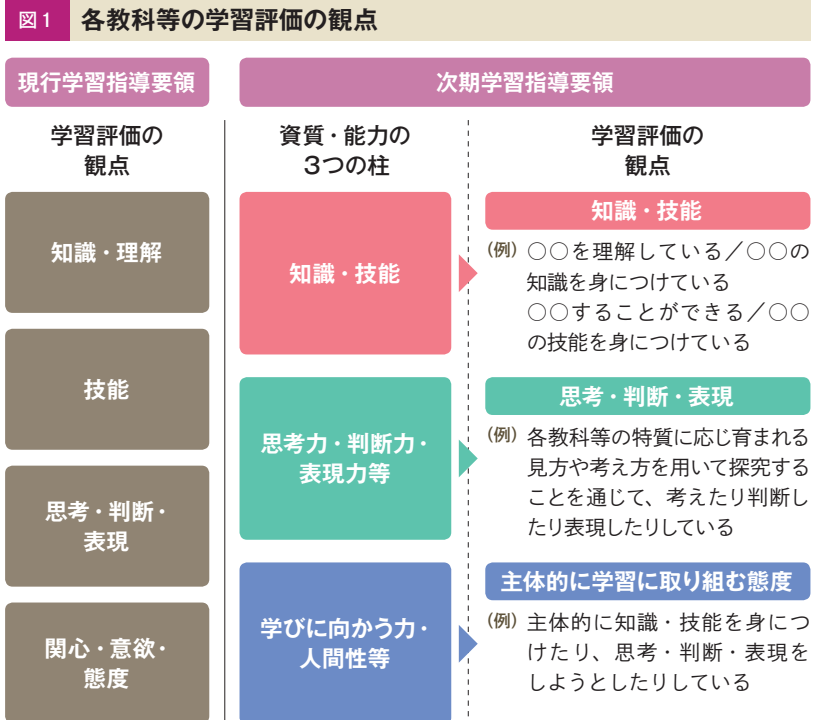 図1 各教科等の学習評価の観点
現行学習指導要領
次期学習指導要領
学習評価の
観点
知識・理解
技能
思考・判断・
表現
関心・意欲・
態度
資質・能力の
3つの柱
知識・技能
思考力・判断力・
表現力等
学びに向かう力・
人間性等
学習評価の
観点
知識・技能
(例) ○○を理解している/○○の
知識を身につけている
○○することができる/○○
の技能を身につけている
思考・判断・表現
(例) 各教科等の特質に応じ育まれる
見方や考え方を用いて探究する
ことを通じて、考えたり判断し
たり表現したりしている
主体的に学習に取り組む態度
(例) 主体的に知識・技能を身につ
けたり、思考・判断・表現を
しようとしたりしている